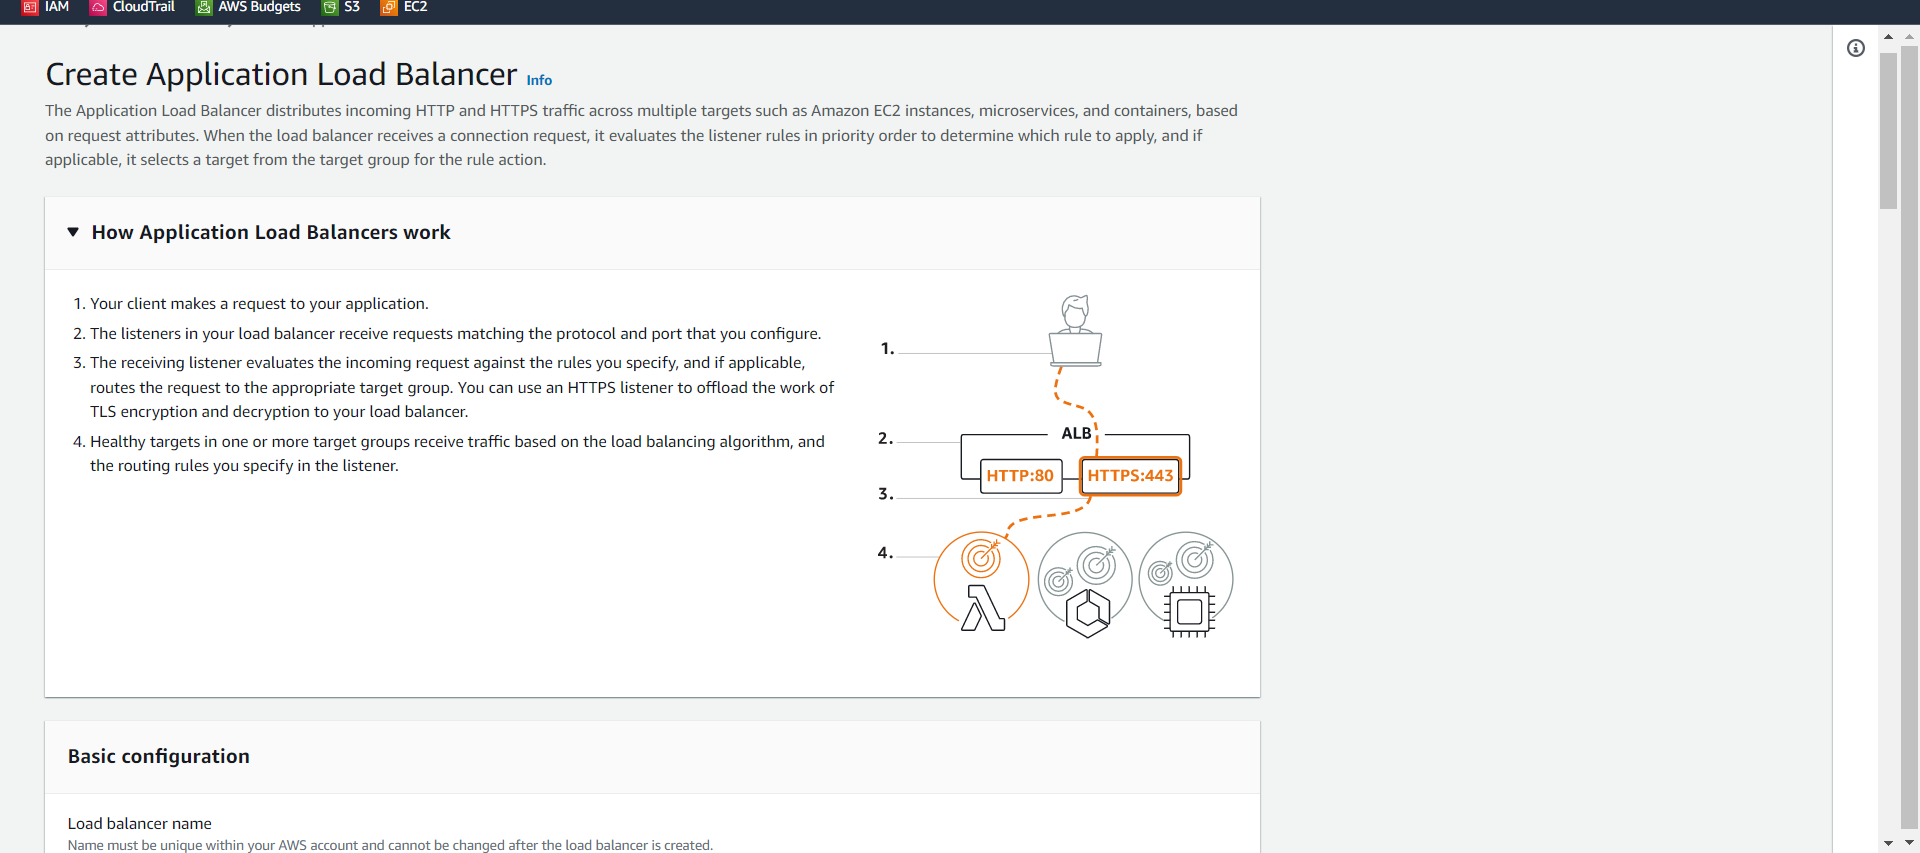 IAM CloudTrail AWS Budgets S3 EC2
Create Application Load Balancer Info
The Application Load Balancer distributes incoming HTTP and HTTPS traffic across multiple targets such as Amazon EC2 instances, microservices, and containers, based
on request attributes. When the load balancer receives a connection request, it evaluates the listener rules in priority order to determine which rule to apply, and if
applicable, it selects a target from the target group for the rule action.
How Application Load Balancers work
1. Your client makes a request to your application.
2. The listeners in your load balancer receive requests matching the protocol and port that you configure.
3. The receiving listener evaluates the incoming request against the rules you specify, and if applicable,
routes the request to the appropriate target group. You can use an HTTPS listener to offload the work of
TLS encryption and decryption to your load balancer.
4. Healthy targets in one or more target groups receive traffic based on the load balancing algorithm, and
the routing rules you specify in the listener.
1.
2.
ALB
HTTP:80 HTTPS:443
3.
4.
Basic configuration
Load balancer name
Name must be unique within your AWS account and cannot be changed after the load balancer is created.